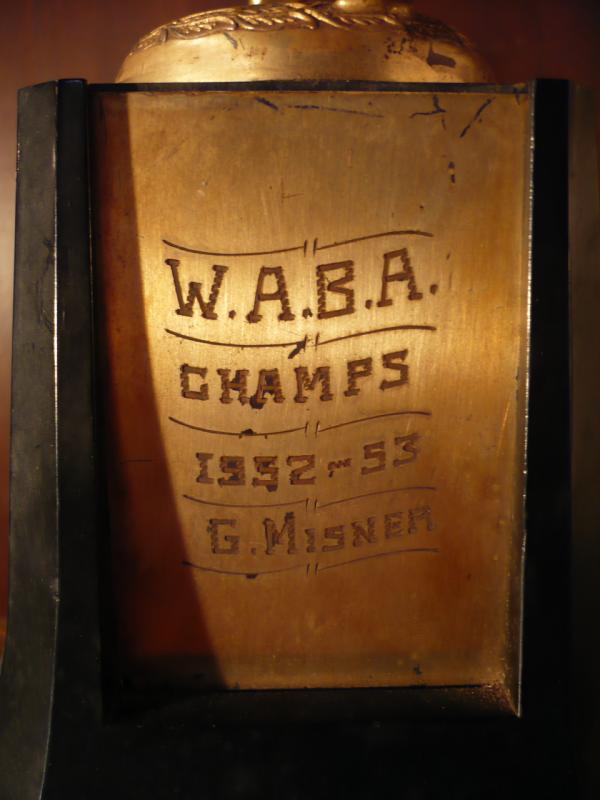 W.A.B.A.
CHAMPS
1952-53
G. MISNER